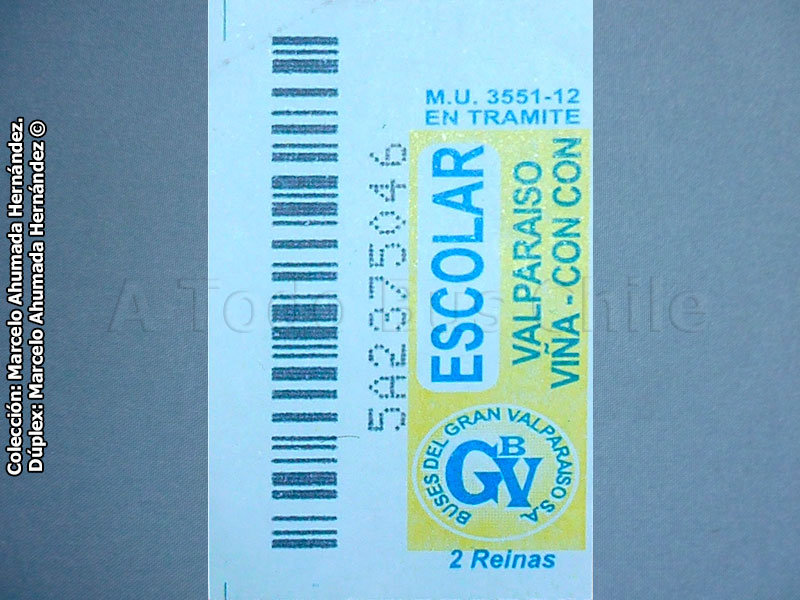 Colección: Marcelo Ahumada Hernández.
Dúplex: Marcelo Ahumada Hernández ©
M.U. 3551-12
EN TRAMITE
5A2375046
ESCOLAR
VALPARAISO
VIÑA - CON CON
BUSES DEL GRAN VALPARAISO S.A.
GBV
2 Reinas
A Todo Bus Chile